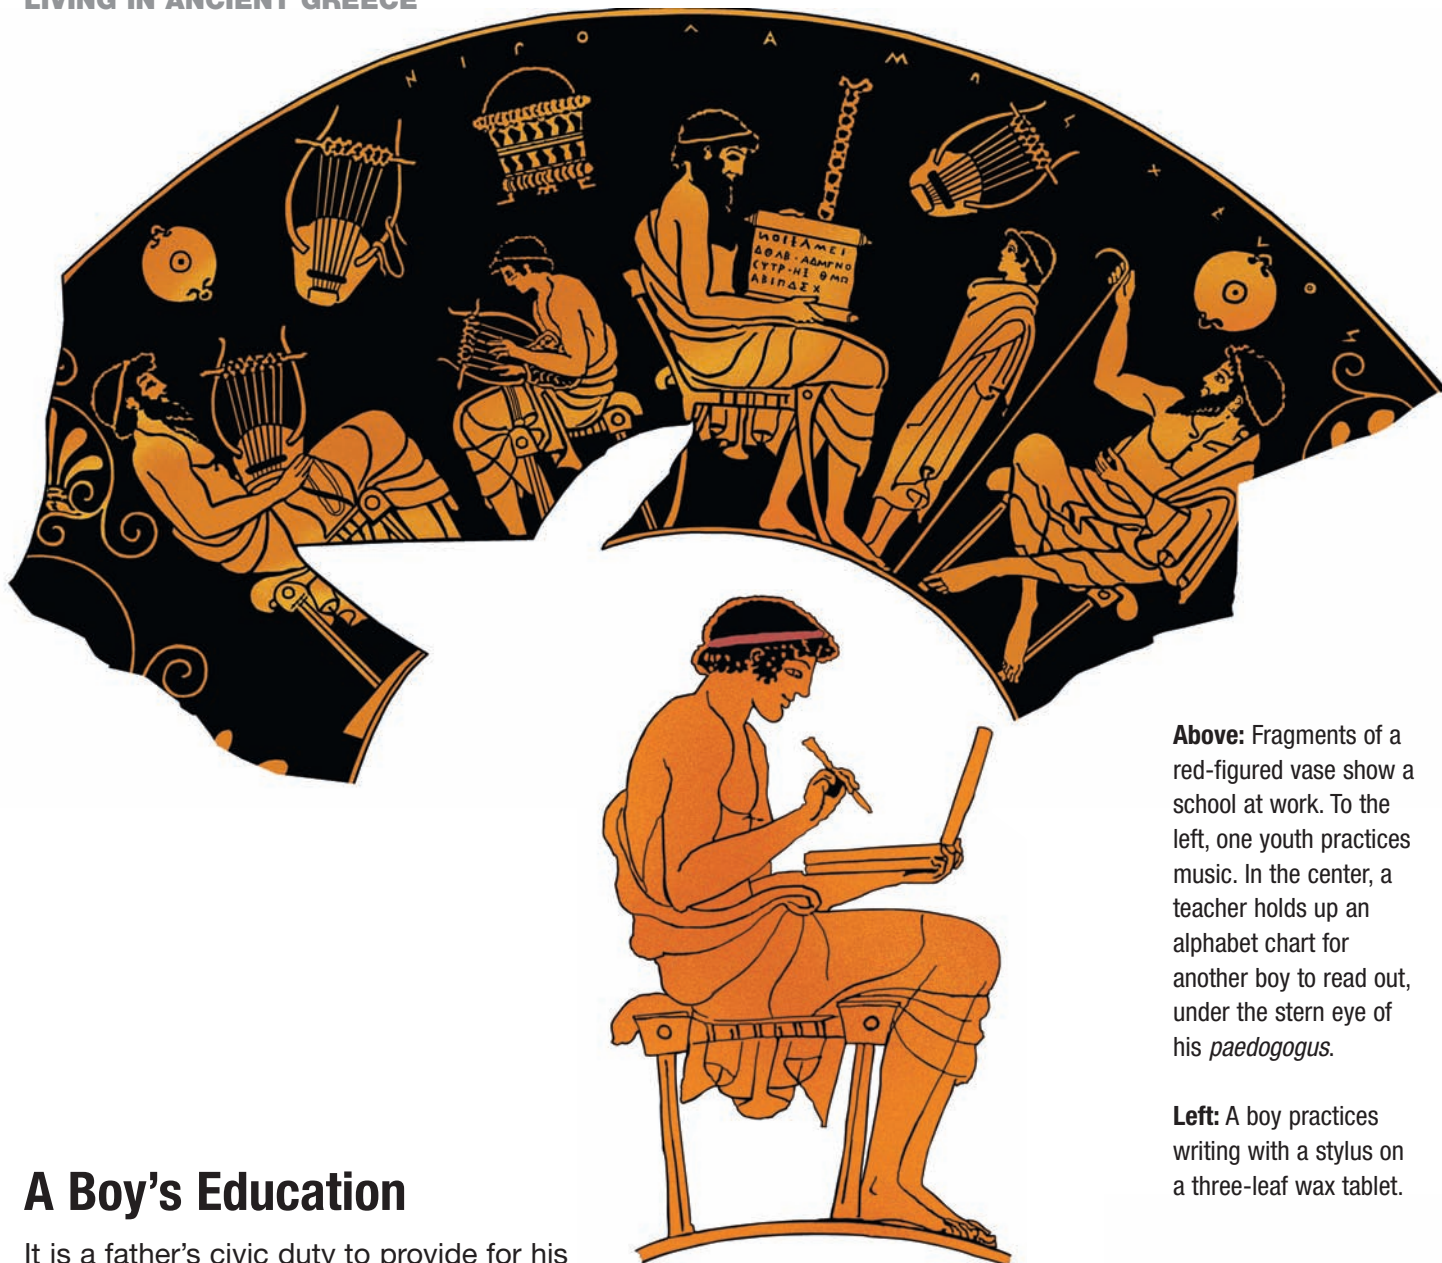 LIVING IN ANCIENT GREECE
Above: Fragments of a
red-figured vase show a
school at work. To the
left, one youth practices
music. In the center, a
teacher holds up an
alphabet chart for
another boy to read out,
under the stern eye of
his paedogogus.
Left: A boy practices
writing with a stylus on
a three-leaf wax tablet.
A Boy’s Education
It is a father’s civic duty to provide for his